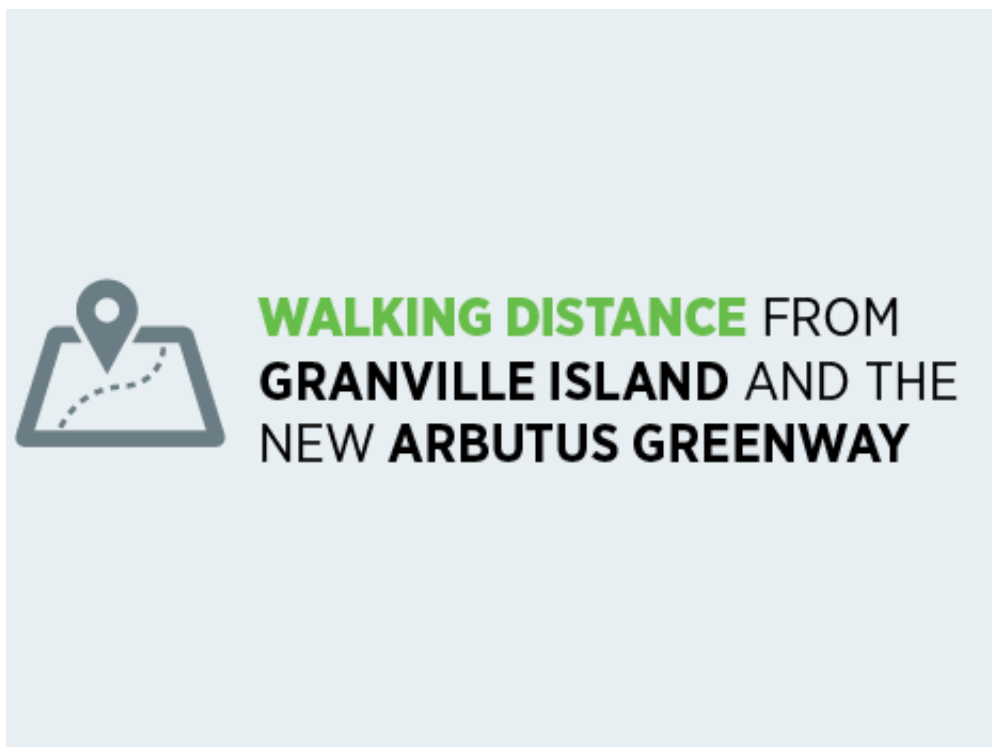 WALKING DISTANCE FROM
GRANVILLE ISLAND AND THE
NEW ARBUTUS GREENWAY